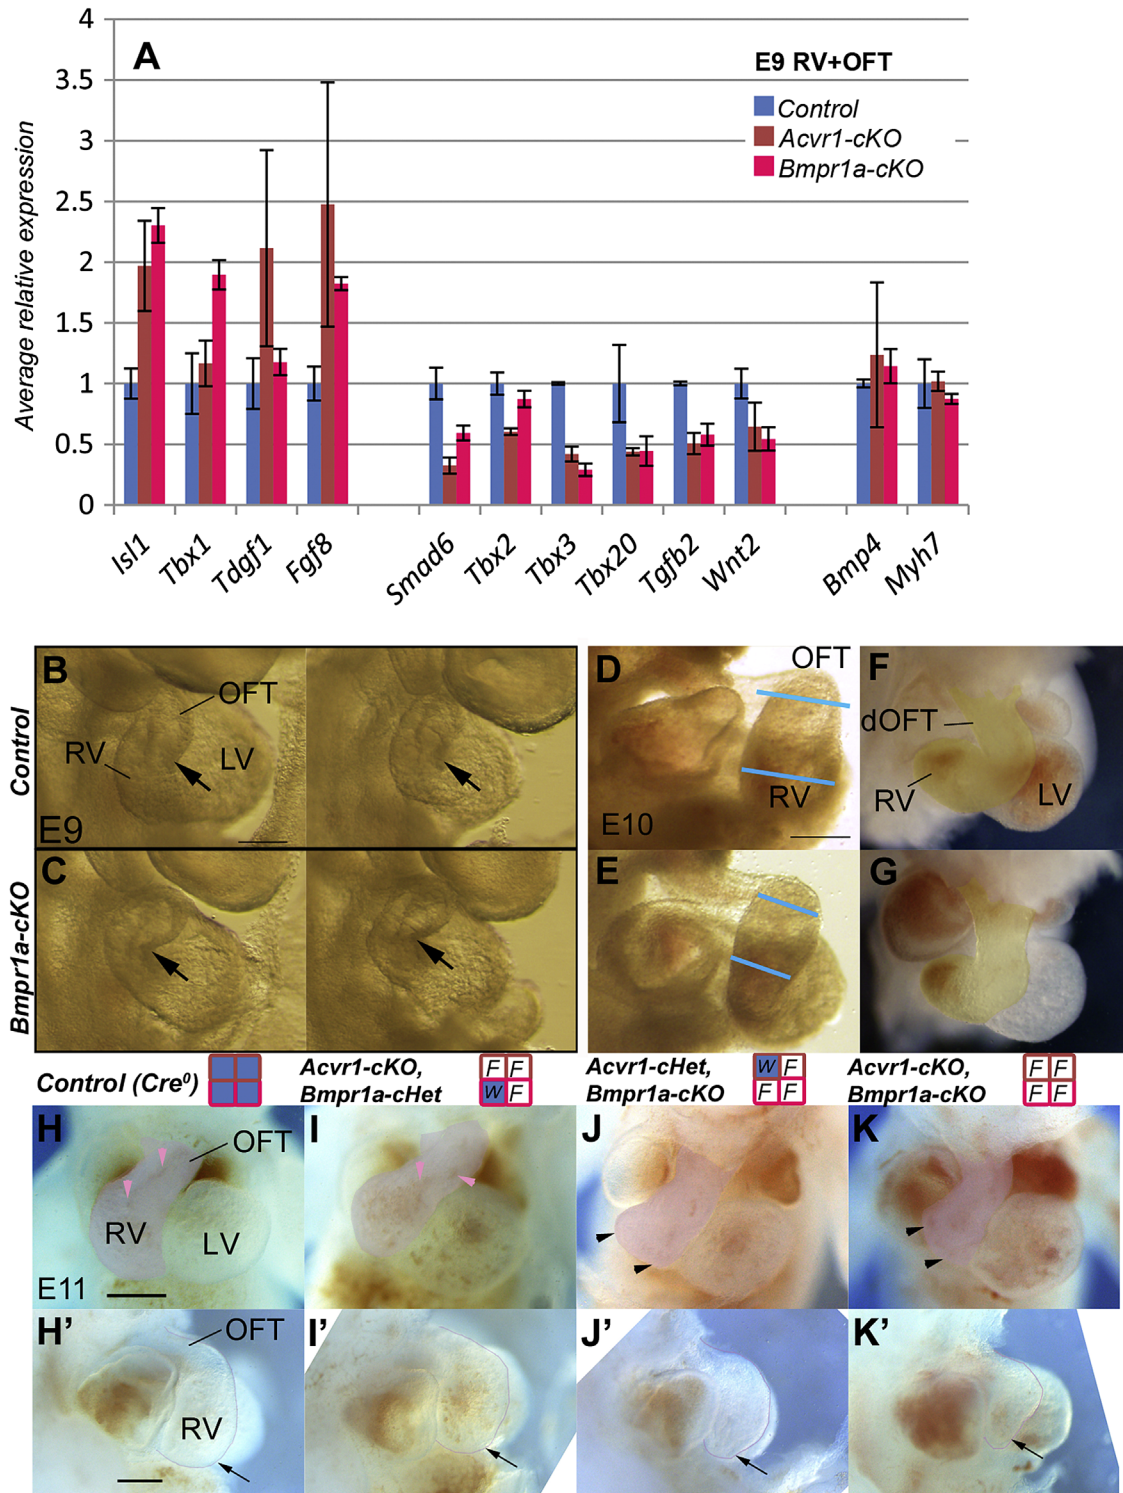 A
E9 RV+OFT
Control
Acvr1-cKO
Bmpr1a-cKO
Average relative expression
4
3.5
3
2.5
2
1.5
1
0.5
0
Isl1
Tbx1
Tdgf1
Fgf8
Smad6
Tbx2
Tbx3
Tbx20
Tgfb2
Wnt2
Bmp4
Myh7
Control
B
OFT
RV
LV
E9
D
OFT
RV
E10
F
dOFT
RV
LV
Bmpr1a-cKO
C
E
G
Control (Cre⁰)
Acvr1-cKO,
Bmpr1a-cHet
F F
W F
Acvr1-cHet,
Bmpr1a-cKO
W F
F F
Acvr1-cKO,
Bmpr1a-cKO
F F
F F
H
OFT
RV
LV
E11
I
J
K
H'
OFT
RV
I'
J'
K'